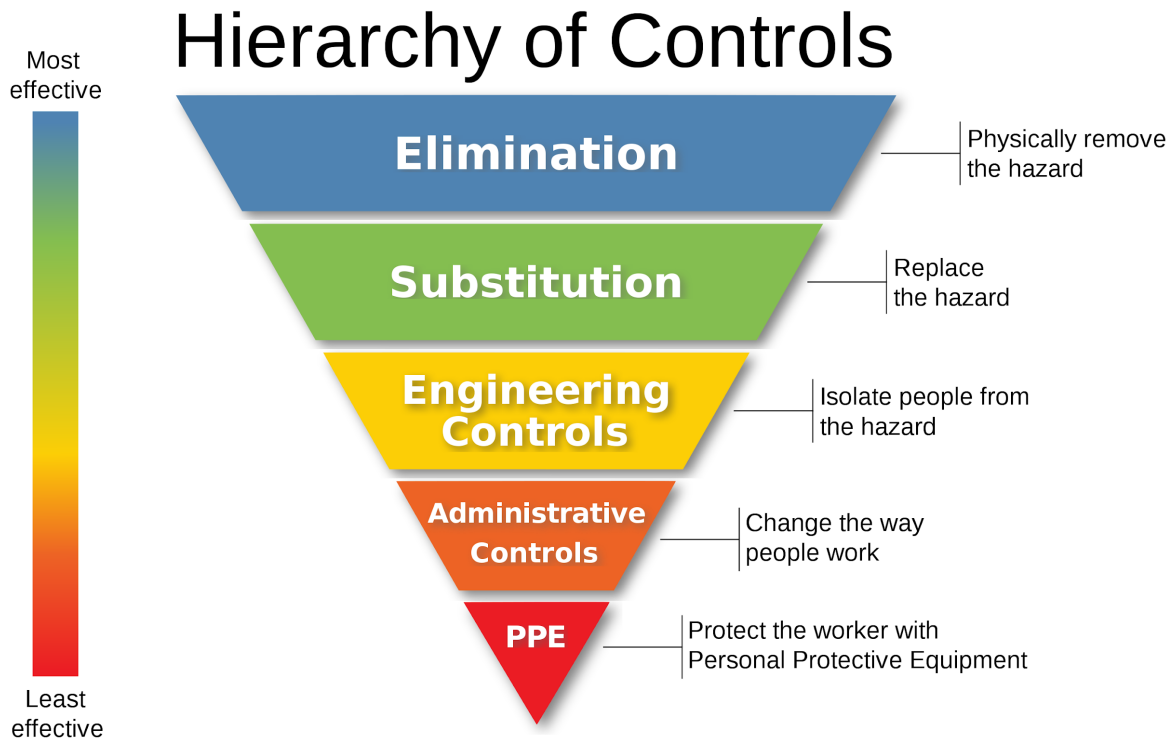 Hierarchy of Controls
Most
effective
Elimination
Physically remove
the hazard
Substitution
Replace
the hazard
Engineering
Controls
Isolate people from
the hazard
Administrative
Controls
Change the way
people work
PPE
Protect the worker with
Personal Protective Equipment
Least
effective